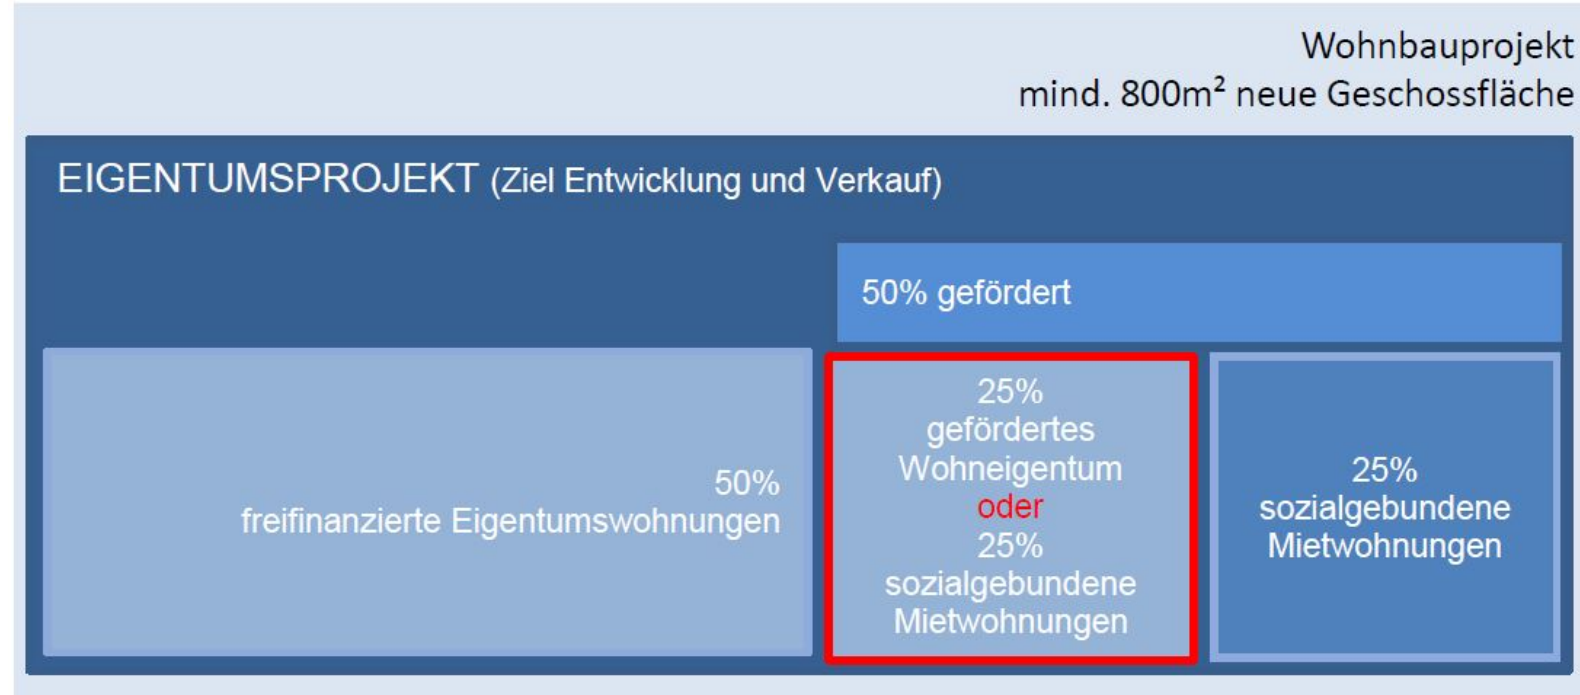 Wohnbauprojekt
mind. 800m² neue Geschossfläche
EIGENTUMSPROJEKT (Ziel Entwicklung und Verkauf)
50% gefördert
50%
freifinanzierte Eigentumswohnungen
25%
gefördertes
Wohneigentum
oder
25%
sozialgebundene
Mietwohnungen
25%
sozialgebundene
Mietwohnungen